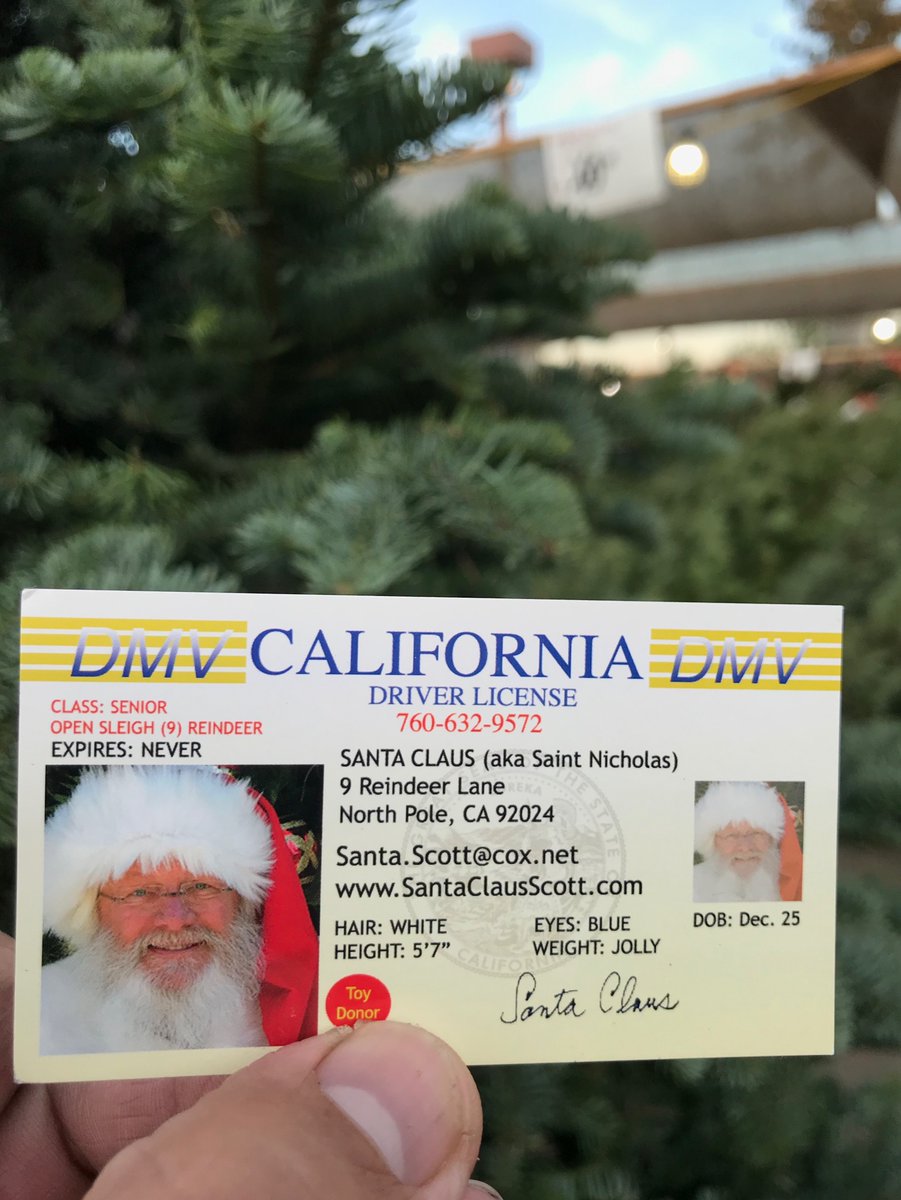 DMV CALIFORNIA DMV
DRIVER LICENSE
760-632-9572
CLASS: SENIOR
OPEN SLEIGH (9) REINDEER
EXPIRES: NEVER
SANTA CLAUS (aka Saint Nicholas)
9 Reindeer Lane
North Pole, CA 92024
Santa.Scott@cox.net
www.SantaClausScott.com
HAIR: WHITE EYES: BLUE
HEIGHT: 5'7” WEIGHT: JOLLY
DOB: Dec. 25
Toy
Donor
Santa Claus